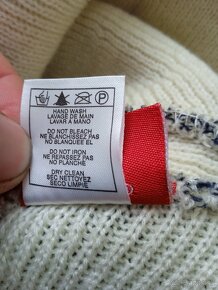 P
HAND WASH
LAVAGE DE MAIN
LAVAR A MANO
DO NOT BLEACH
NE BLANCHISSEZ PAS
NO BLANQUEE EL
DO NOT IRON
NE REPASSEZ PAS
NO PLANCHE
DRY CLEAN
SEC NETTOYEZ
SECO LIMPIE